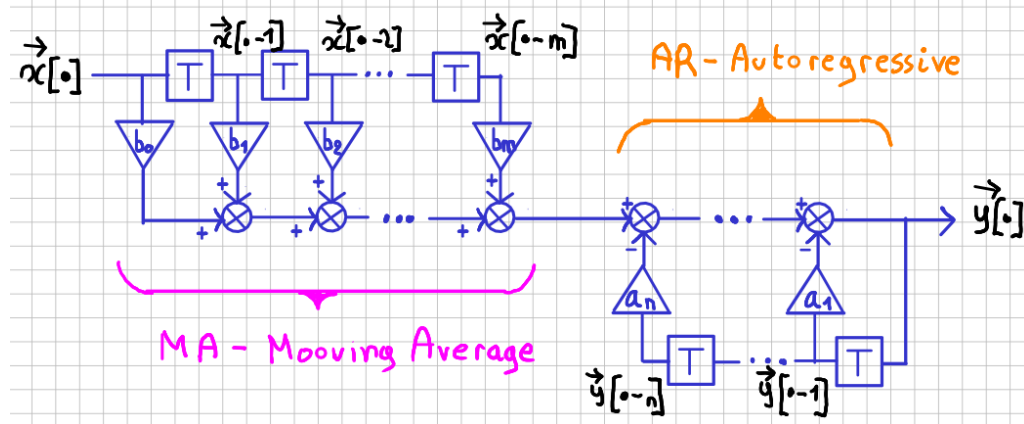 x[•]
x[•-1]
x[•-2]
•••
x[•-m]
AR - Autoregressive
T
T
T
b₀
b₁
b₂
bm
+
+
+
+
+
+
•••
+
-
•••
+
-
y[•]
an
a₁
MA - Mooving Average
T
•••
T
y[•-n]
y[•-1]